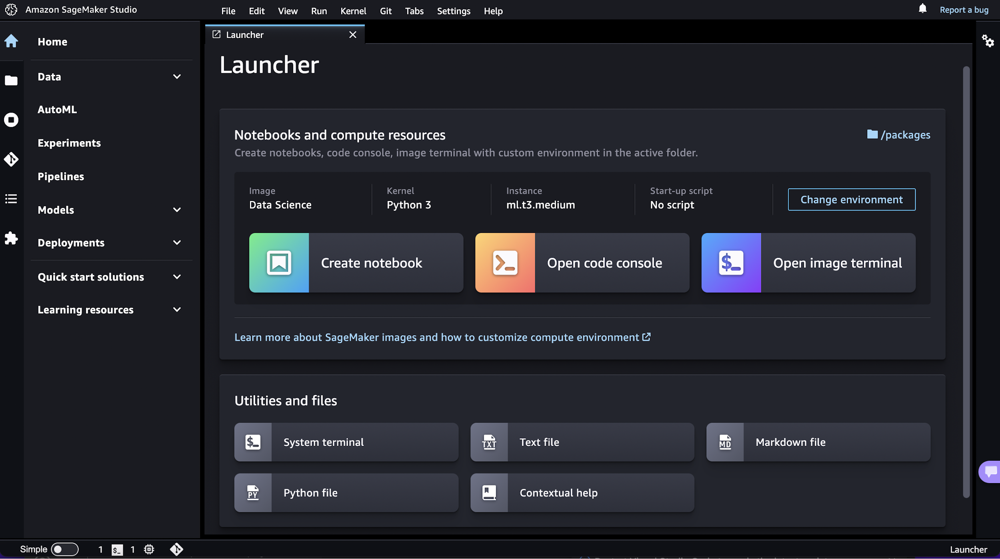 Amazon SageMaker Studio
File Edit View Run Kernel Git Tabs Settings Help
Report a bug
Home
Data
AutoML
Experiments
Pipelines
Models
Deployments
Quick start solutions
Learning resources
Launcher
Launcher
Notebooks and compute resources
/packages
Create notebooks, code console, image terminal with custom environment in the active folder.
Image
Data Science
Kernel
Python 3
Instance
ml.t3.medium
Start-up script
No script
Change environment
Create notebook
$_
Open code console
Open image terminal
Learn more about SageMaker images and how to customize compute environment
Utilities and files
$_
System terminal
TXT
Text file
MD
Markdown file
PY
Python file
Contextual help
Simple
1
$_
1
Launcher